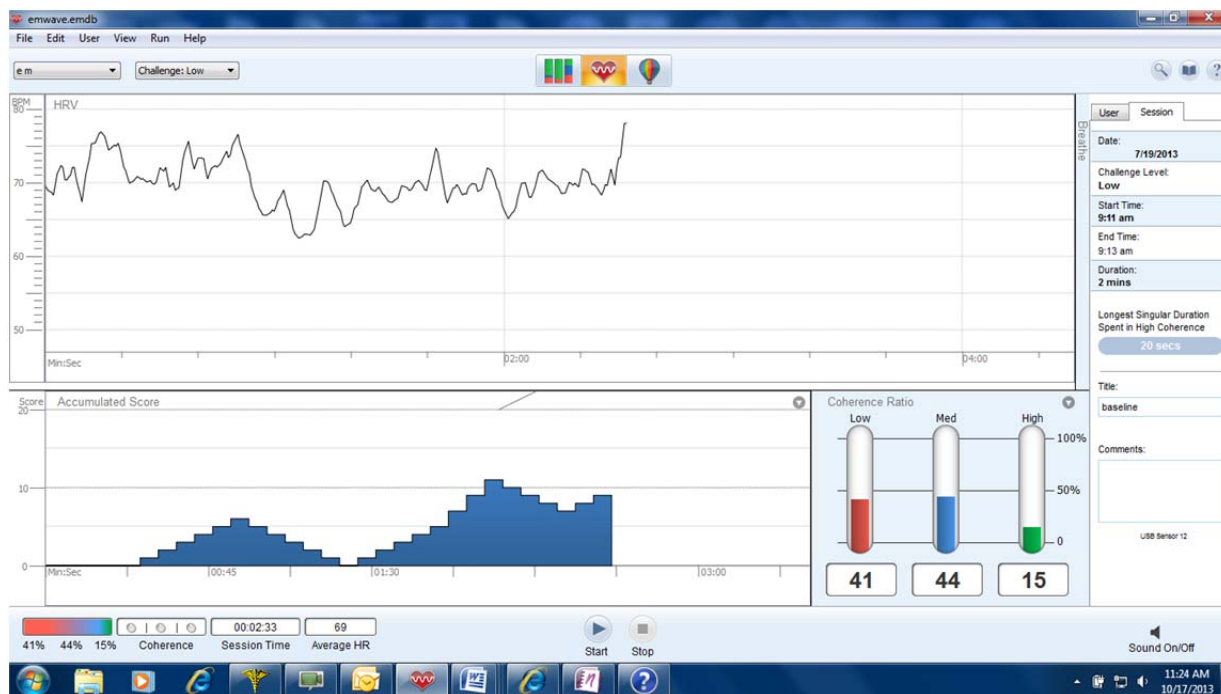 emwave.emdb
File Edit User View Run Help
e m
Challenge: Low
BPM
HRV
80
70
60
50
Min:Sec
02:00
04:00
Breathe
User Session
Date:
7/19/2013
Challenge Level:
Low
Start Time:
9:11 am
End Time:
9:13 am
Duration:
2 mins
Longest Singular Duration
Spent in High Coherence
20 secs
Title:
baseline
Comments:
USB Sensor 12
Score
Accumulated Score
20
10
0
Min:Sec
00:45
01:30
03:00
Coherence Ratio
Low Med High
100%
50%
0
41 44 15
41% 44% 15%
Coherence
00:02:33
Session Time
69
Average HR
Start
Stop
Sound On/Off
11:24 AM
10/17/2013